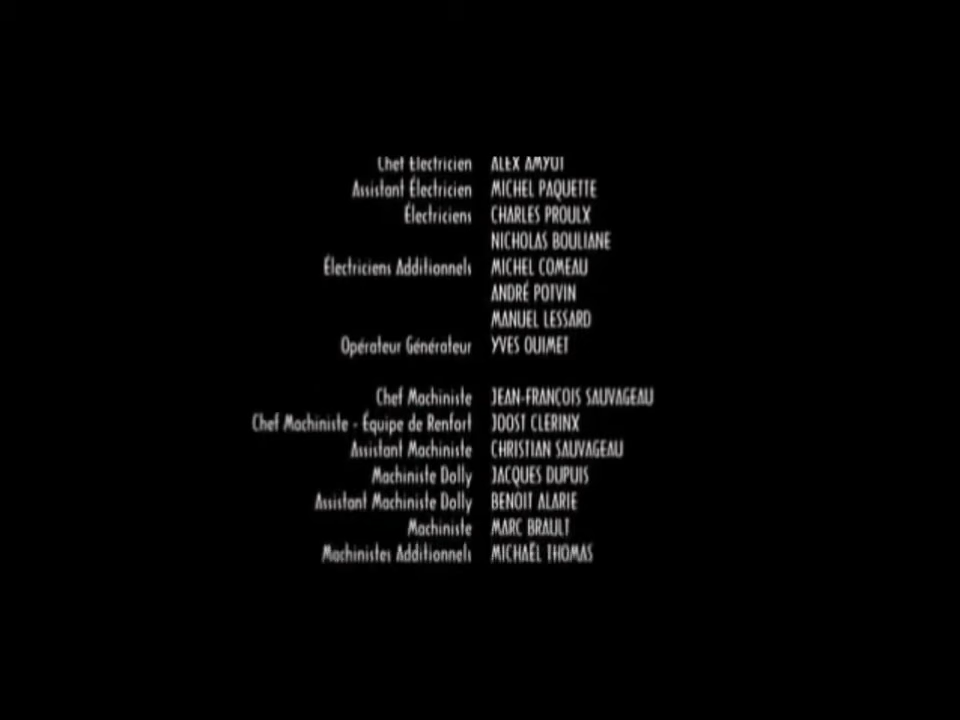 Chef Électricien ALEX AMYOT
Assistant Électricien MICHEL PAQUETTE
Électriciens CHARLES PROULX
NICHOLAS BOULIANE
Électriciens Additionnels MICHEL COMEAU
ANDRÉ POTVIN
MANUEL LESSARD
Opérateur Générateur YVES OUIMET
Chef Machiniste JEAN-FRANÇOIS SAUVAGEAU
Chef Machiniste - Équipe de Renfort JOOST CLERINX
Assistant Machiniste CHRISTIAN SAUVAGEAU
Machiniste Dolly JACQUES DUPUIS
Assistant Machiniste Dolly BENOIT ALARIE
Machiniste MARC BRAULT
Machinistes Additionnels MICHAËL THOMAS